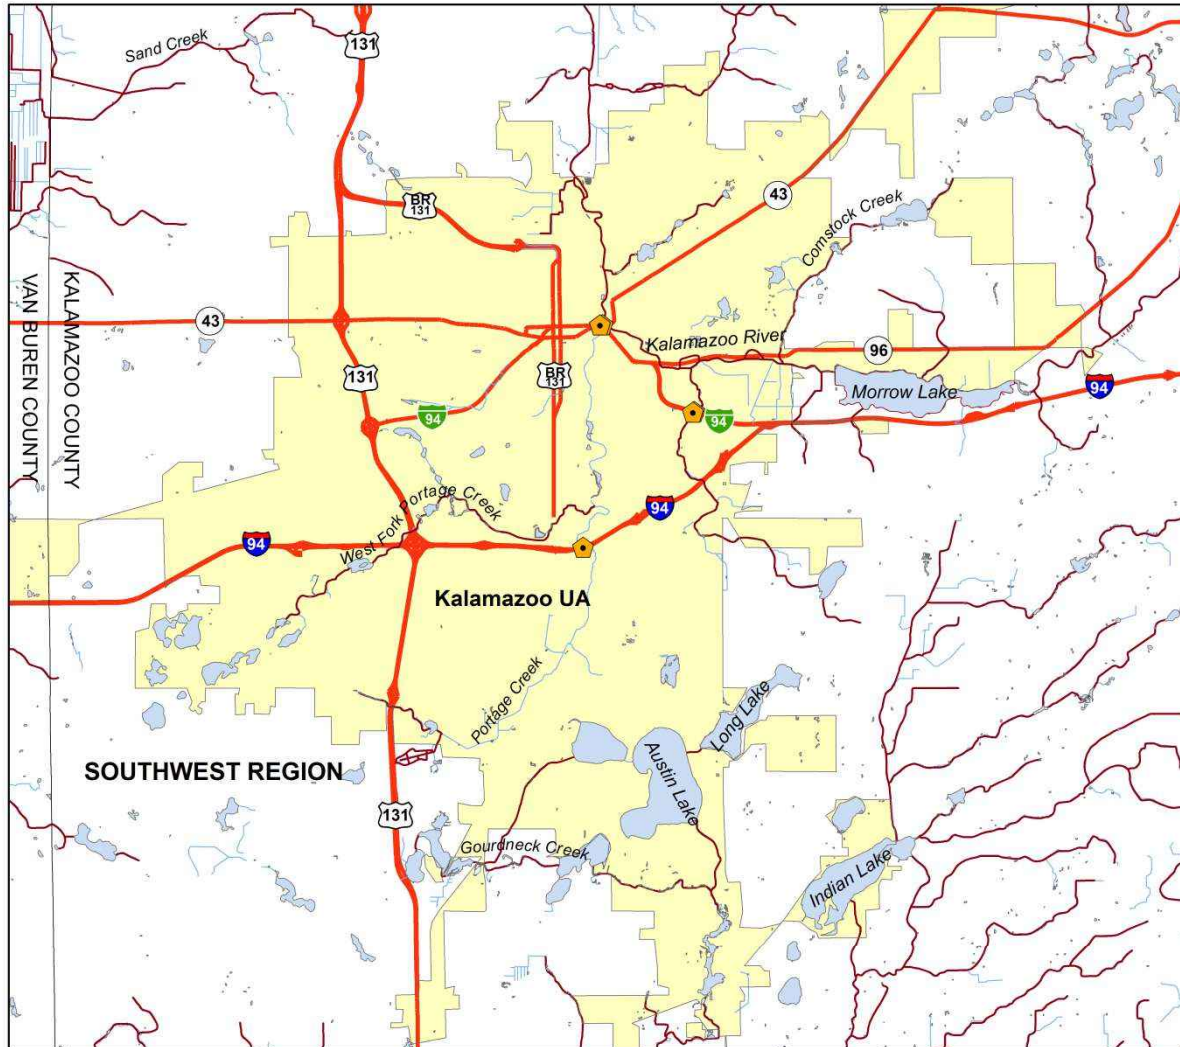 Sand Creek
131
BR
131
43
Comstock Creek
KALAMAZOO COUNTY
VAN BUREN COUNTY
43
Kalamazoo River
96
131
BR
131
Morrow Lake
94
94
94
West Fork Portage Creek
94
94
Kalamazoo UA
Portage Creek
Long Lake
Austin Lake
SOUTHWEST REGION
131
Gourdneck Creek
Indian Lake